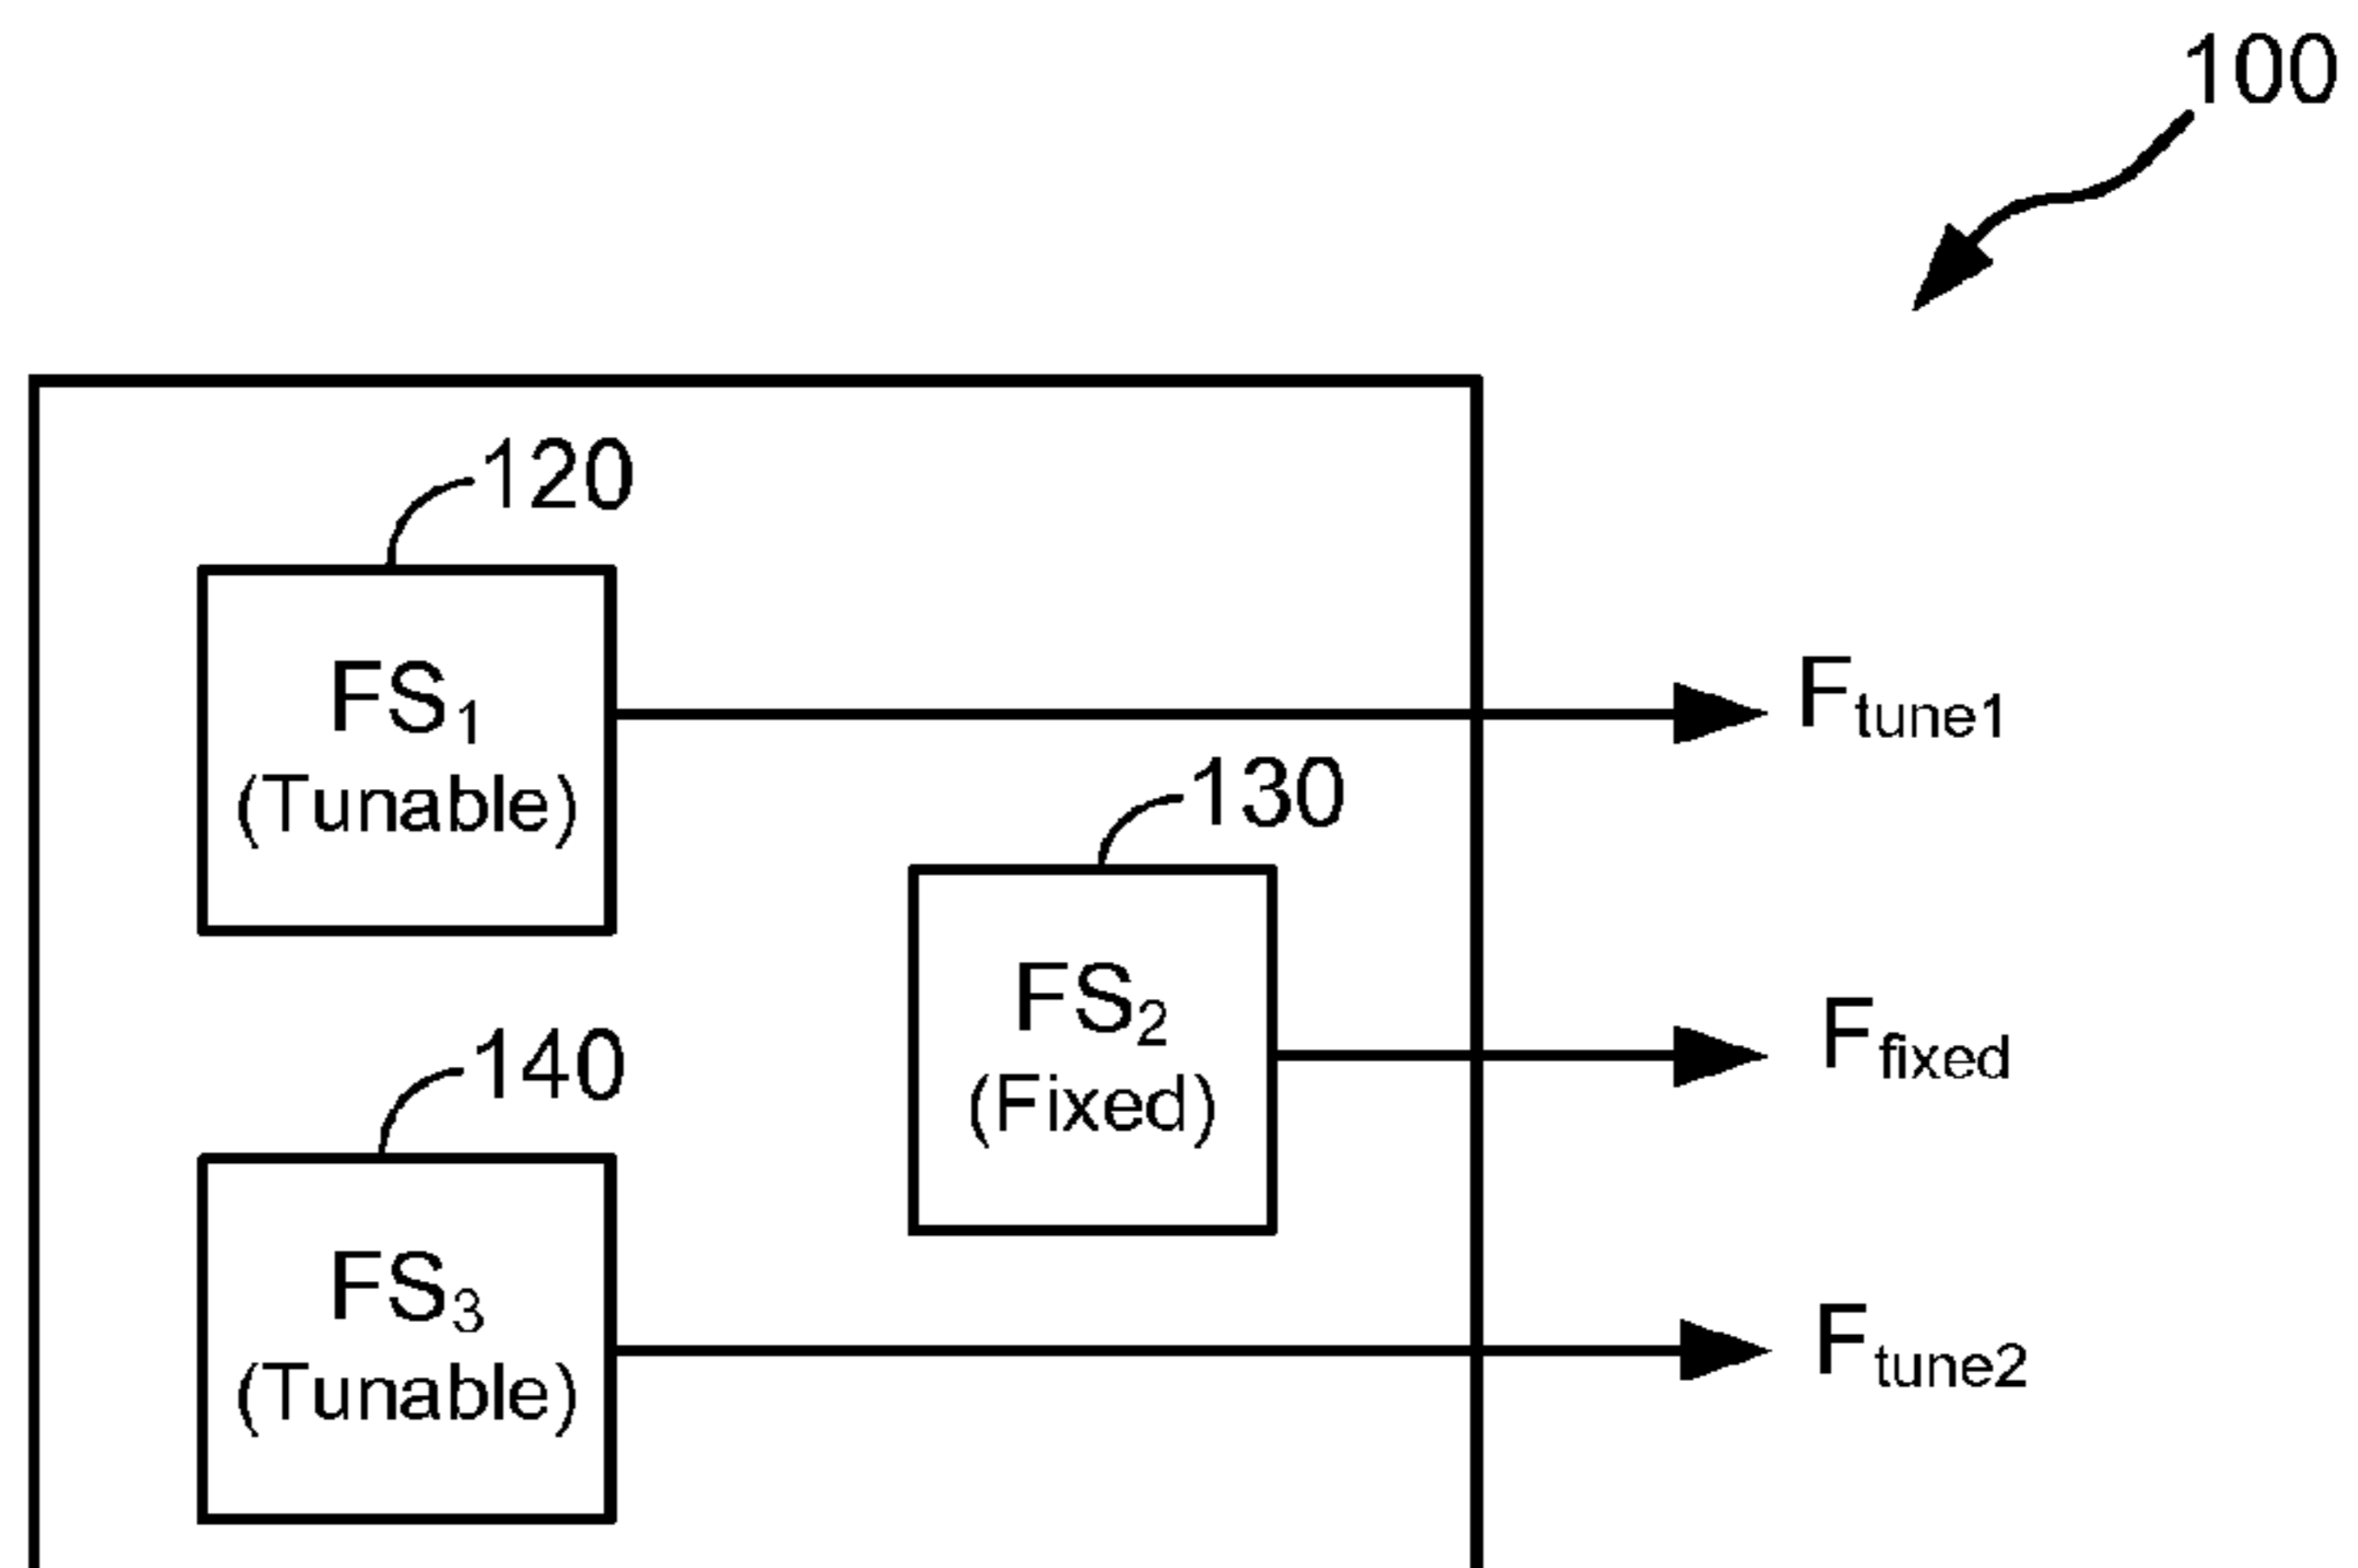 100
120
FS1
(Tunable)
Ftune1
130
FS2
(Fixed)
Ffixed
140
FS3
(Tunable)
Ftune2